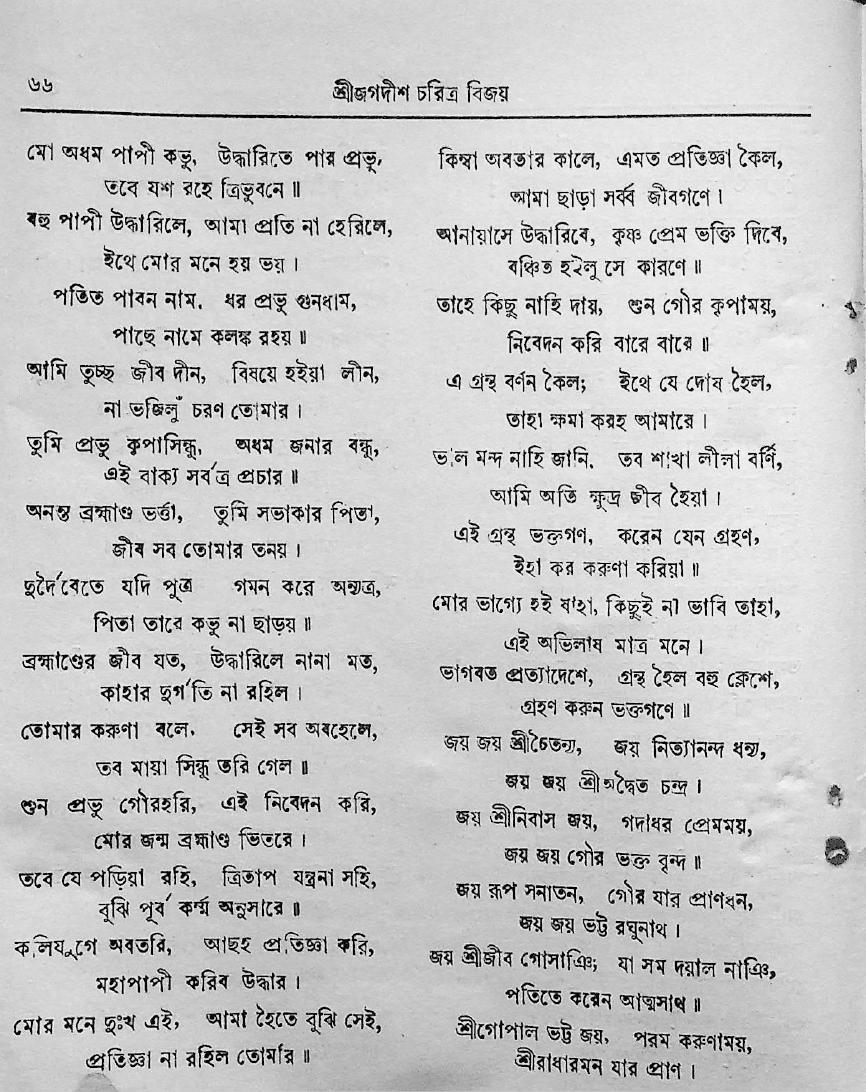 ৬৬
শ্রীজগদীশ চরিত্র বিজয়
মো অধম পাপী কভু, উদ্ধারিতে পার প্রভু,
তবে যশ রহে ত্রিভুবনে ॥
বহু পাপী উদ্ধারিলে, আমা প্রতি না হেরিলে,
ইথে মোর মনে হয় ভয় ।
পতিত পাবন নাম, ধর প্রভু গুনধাম,
পাছে নামে কলঙ্ক রহয় ॥
আমি তুচ্ছ জীব দীন, বিষয়ে হইয়া লীন,
না ভজিলুঁ চরণ তোমার ।
তুমি প্রভু কৃপাসিন্ধু, অধম জনার বন্ধু,
এই বাক্য সর্বত্র প্রচার ॥
অনন্ত ব্রহ্মাণ্ড ভর্ত্তা, তুমি সভাকার পিতা,
জীব সব তোমার তনয় ।
দুর্দৈবেতে যদি পুত্র গমন করে অন্যত্র,
পিতা তারে কভু না ছাড়য় ॥
ব্রহ্মাণ্ডের জীব যত, উদ্ধারিলে নানা মত,
কাহার দুর্গতি না রহিল ।
তোমার করুণা বলে, সেই সব অবহেলে,
তব মায়া সিন্ধু তরি গেল ॥
শুন প্রভু গৌরহরি, এই নিবেদন করি,
মোর জন্ম ব্রহ্মাণ্ড ভিতরে ।
তবে যে পড়িয়া রহি, ত্রিতাপ যন্ত্রনা সহি,
বুঝি পূর্ব কর্ম্ম অনুসারে ॥
কলিযুগে অবতরি, আছহ প্রতিজ্ঞা করি,
মহাপাপী করিব উদ্ধার ।
মোর মনে দুঃখ এই, আমা হৈতে বুঝি সেই,
প্রতিজ্ঞা না রহিল তোমার ॥
কিম্বা অবতার কালে, এমত প্রতিজ্ঞা কৈল,
আমা ছাড়া সর্ব্ব জীবগণে ।
আনায়াসে উদ্ধারিবে, কৃষ্ণ প্রেম ভক্তি দিবে,
বঞ্চিত হইলু সে কারণে ॥
তাহে কিছু নাহি দায়, শুন গৌর কৃপাময়,
নিবেদন করি বারে বারে ॥
এ গ্রন্থ বর্ণন কৈল; ইথে যে দোষ হৈল,
তাহা ক্ষমা করহ আমারে ।
ভাল মন্দ নাহি জানি, তব শাখা লীলা বর্ণি,
আমি অতি ক্ষুদ্র জীব হৈয়া ।
এই গ্রন্থ ভক্তগণ, করেন যেন গ্রহণ,
ইহা কর করুণা করিয়া ॥
মোর ভাগ্যে হই যাহা, কিছুই না ভাবি তাহা,
এই অভিলাষ মাত্র মনে ।
ভাগবত প্রত্যাদেশে, গ্রন্থ হৈল বহু ক্লেশে,
গ্রহণ করুন ভক্তগণে ॥
জয় জয় শ্রীচৈতন্য, জয় নিত্যানন্দ ধন্য,
জয় জয় শ্রীঅদ্বৈত চন্দ্র ।
জয় শ্রীনিবাস জয়, গদাধর প্রেমময়,
জয় জয় গৌর ভক্ত বৃন্দ ॥
জয় রূপ সনাতন, গৌর যার প্রাণধন,
জয় জয় ভট্ট রঘুনাথ ।
জয় শ্রীজীব গোসাঞি; যা সম দয়াল নাঞি,
পতিতে করেন আত্মসাথ ॥
শ্রীগোপাল ভট্ট জয়, পরম করুণাময়,
শ্রীরাধারমন যার প্রাণ ।